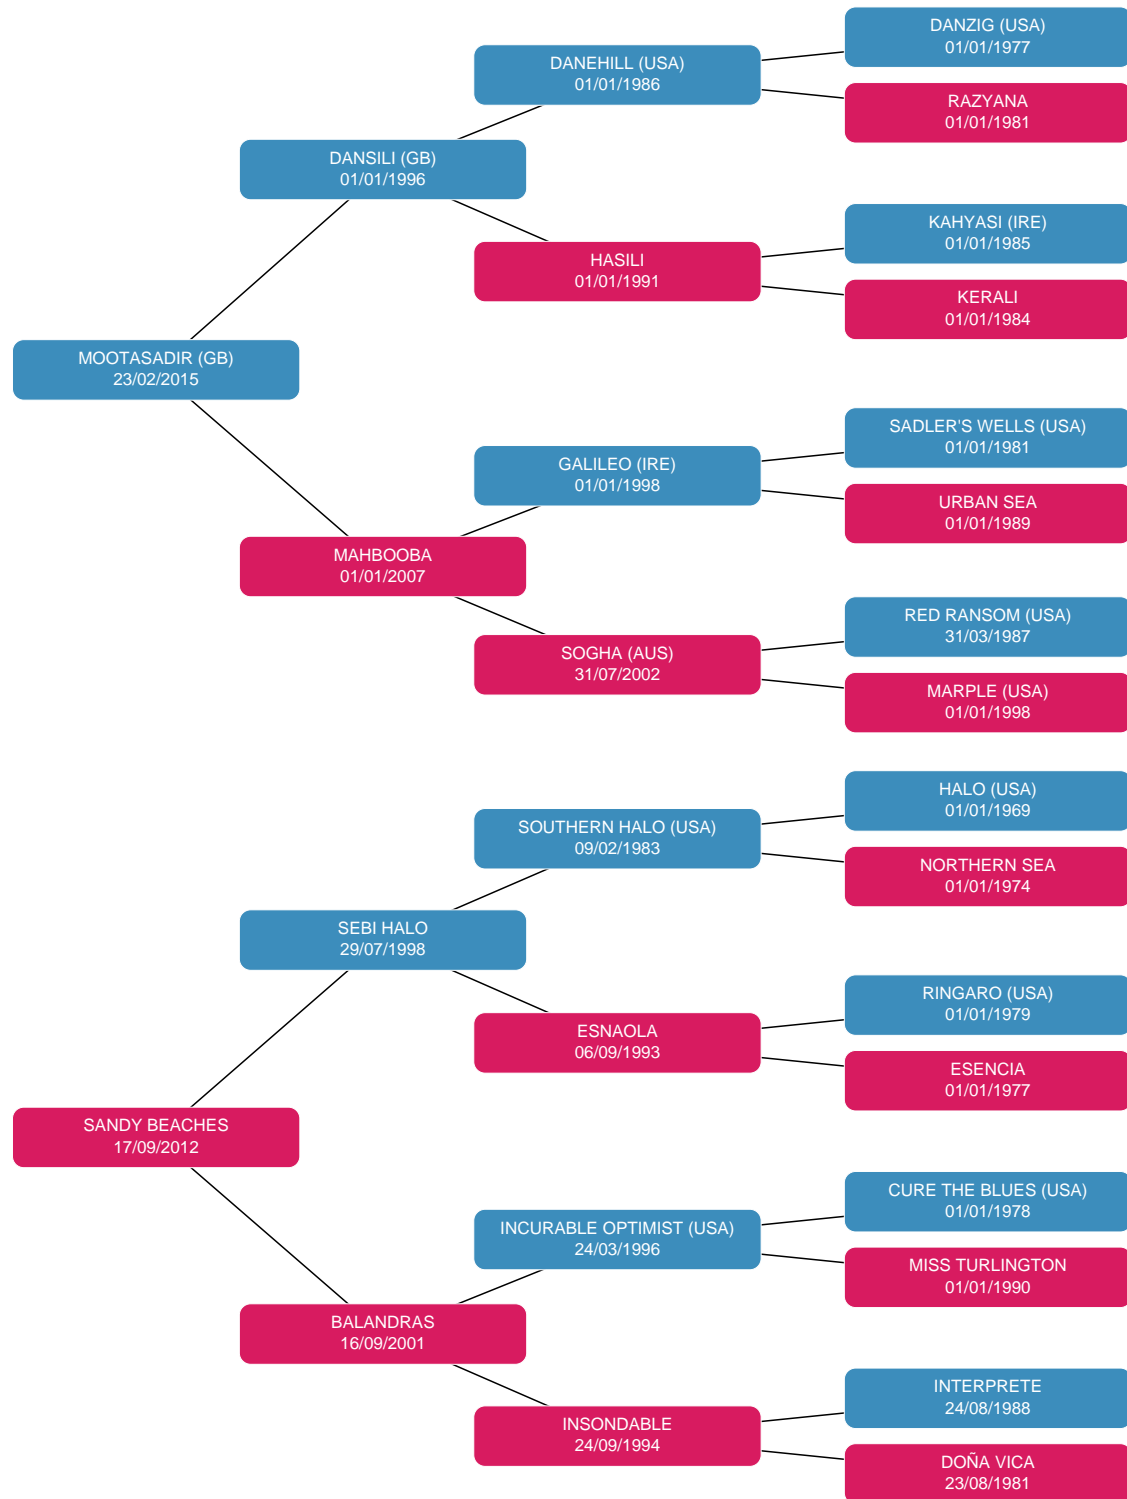 DANZIG (USA)
01/01/1977
DANEHILL (USA)
01/01/1986
RAZYANA
01/01/1981
DANSILI (GB)
01/01/1996
KAHYASI (IRE)
01/01/1985
HASILI
01/01/1991
KERALI
01/01/1984
MOOTASADIR (GB)
23/02/2015
SADLER'S WELLS (USA)
01/01/1981
GALILEO (IRE)
01/01/1998
URBAN SEA
01/01/1989
MAHBOOBA
01/01/2007
RED RANSOM (USA)
31/03/1987
SOGHA (AUS)
31/07/2002
MARPLE (USA)
01/01/1998
HALO (USA)
01/01/1969
SOUTHERN HALO (USA)
09/02/1983
NORTHERN SEA
01/01/1974
SEBI HALO
29/07/1998
RINGARO (USA)
01/01/1979
ESNAOLA
06/09/1993
ESENCIA
01/01/1977
SANDY BEACHES
17/09/2012
CURE THE BLUES (USA)
01/01/1978
INCURABLE OPTIMIST (USA)
24/03/1996
MISS TURLINGTON
01/01/1990
BALANDRAS
16/09/2001
INTERPRETE
24/08/1988
INSONDABLE
24/09/1994
DOÑA VICA
23/08/1981